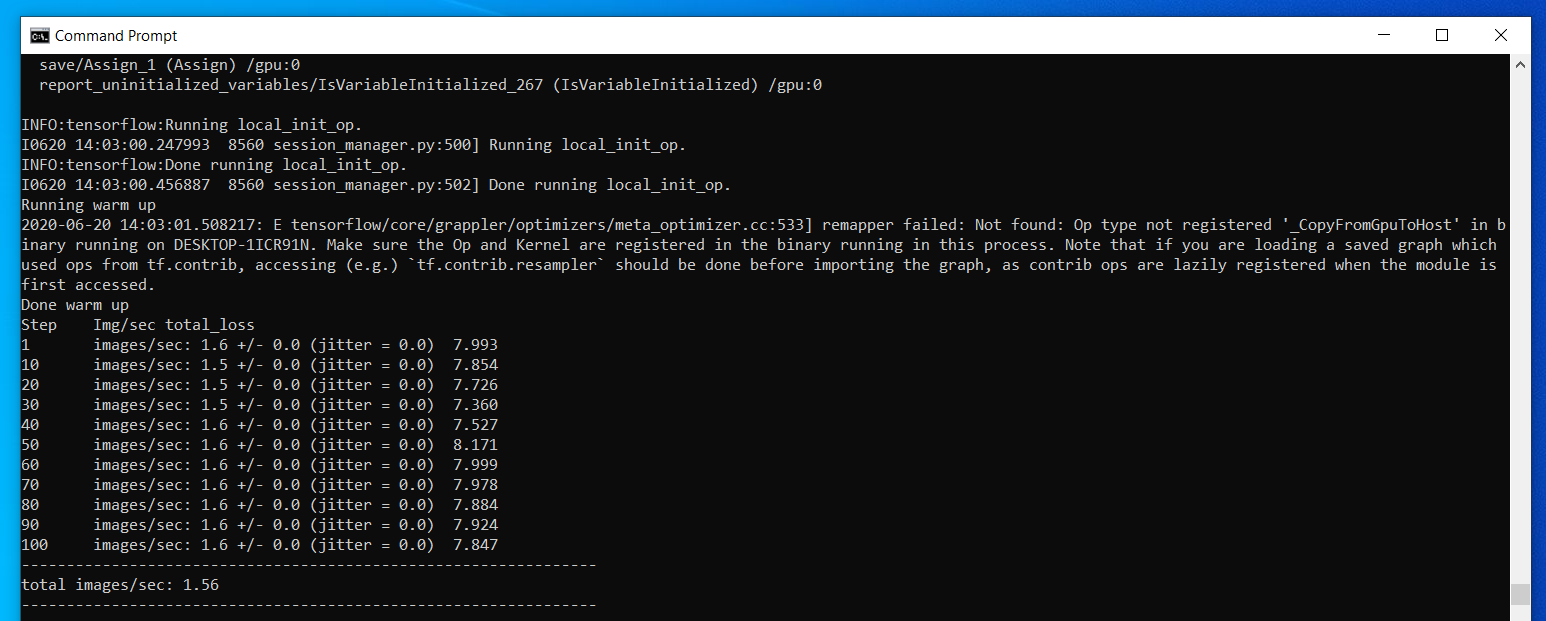 Command Prompt
save/Assign_1 (Assign) /gpu:0
report_uninitialized_variables/IsVariableInitialized_267 (IsVariableInitialized) /gpu:0
INFO:tensorflow:Running local_init_op.
I0620 14:03:00.247993  8560 session_manager.py:500] Running local_init_op.
INFO:tensorflow:Done running local_init_op.
I0620 14:03:00.456887  8560 session_manager.py:502] Done running local_init_op.
Running warm up
2020-06-20 14:03:01.508217: E tensorflow/core/grappler/optimizers/meta_optimizer.cc:533] remapper failed: Not found: Op type not registered '_CopyFromGpuToHost' in b
inary running on DESKTOP-1ICR91N. Make sure the Op and Kernel are registered in the binary running in this process. Note that if you are loading a saved graph which
used ops from tf.contrib, accessing (e.g.) `tf.contrib.resampler` should be done before importing the graph, as contrib ops are lazily registered when the module is
first accessed.
Done warm up
Step    Img/sec total_loss
1       images/sec: 1.6 +/- 0.0 (jitter = 0.0)  7.993
10      images/sec: 1.5 +/- 0.0 (jitter = 0.0)  7.854
20      images/sec: 1.5 +/- 0.0 (jitter = 0.0)  7.726
30      images/sec: 1.5 +/- 0.0 (jitter = 0.0)  7.360
40      images/sec: 1.6 +/- 0.0 (jitter = 0.0)  7.527
50      images/sec: 1.6 +/- 0.0 (jitter = 0.0)  8.171
60      images/sec: 1.6 +/- 0.0 (jitter = 0.0)  7.999
70      images/sec: 1.6 +/- 0.0 (jitter = 0.0)  7.978
80      images/sec: 1.6 +/- 0.0 (jitter = 0.0)  7.884
90      images/sec: 1.6 +/- 0.0 (jitter = 0.0)  7.924
100     images/sec: 1.6 +/- 0.0 (jitter = 0.0)  7.847
----------------------------------------------------------------
total images/sec: 1.56
----------------------------------------------------------------